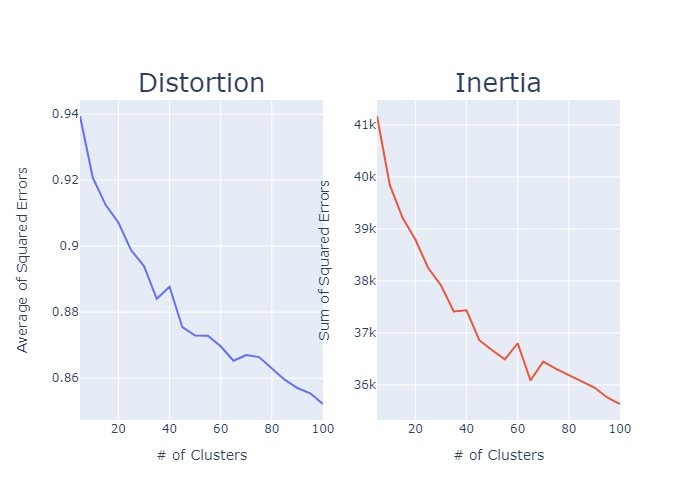 Distortion
Inertia
Average of Squared Errors
0.94
0.92
0.9
0.88
0.86
20 40 60 80 100
# of Clusters
Sum of Squared Errors
41k
40k
39k
38k
37k
36k
20 40 60 80 100
# of Clusters